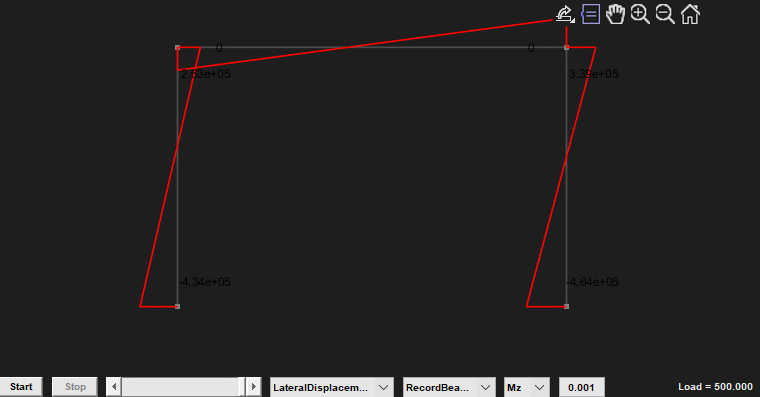 0 0
2.63e+05 3.39e+05
-4.34e+05 -4.64e+05
Start Stop LateralDisplacem... RecordBea... Mz 0.001 Load = 500.000